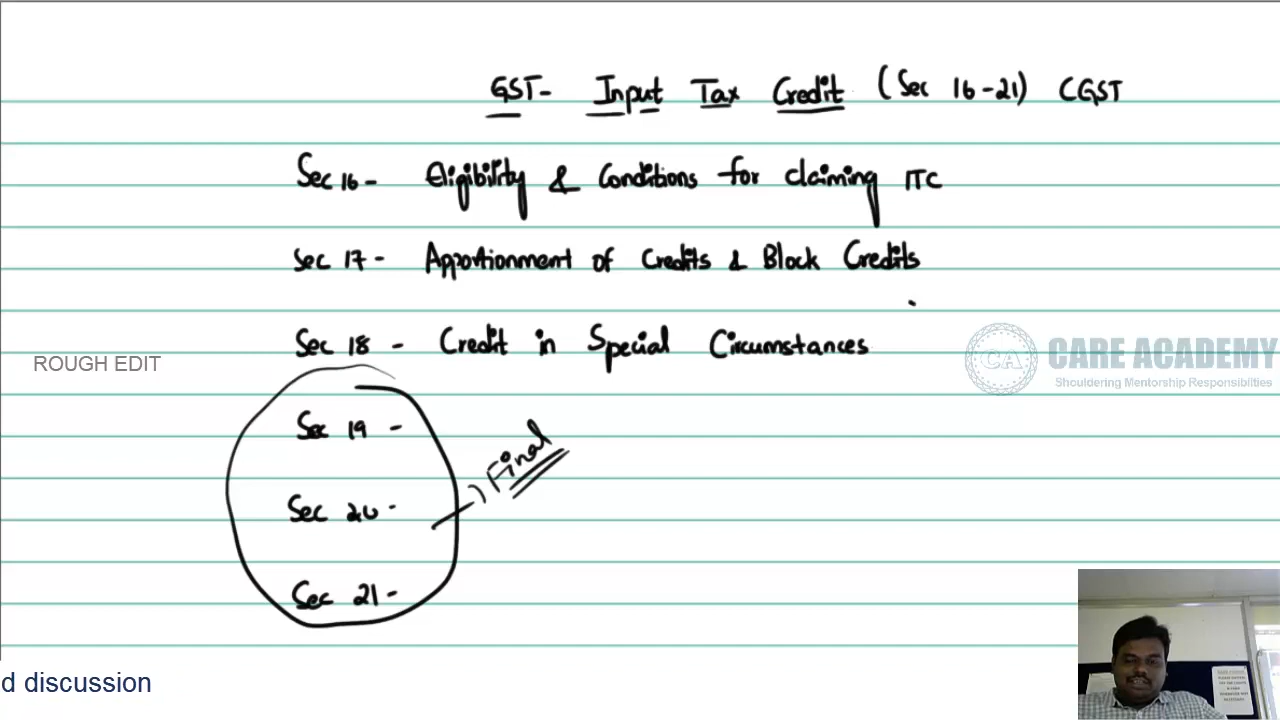 GST- Input Tax Credit (Sec 16-21) CGST
Sec 16 - Eligibility & Conditions for claiming ITC
Sec 17 - Apportionment of Credits & Block Credits
Sec 18 - Credit in Special Circumstances
ROUGH EDIT
CA CARE ACADEMY
Shouldering Mentorship Responsibilities
Sec 19 -
Final
Sec 20 -
Sec 21 -
d discussion